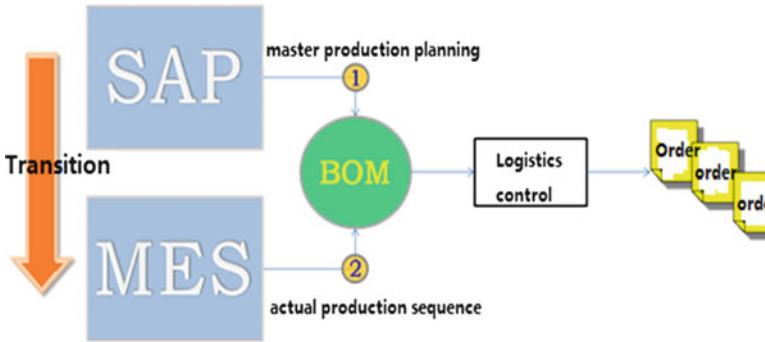 SAP
master production planning
1
Transition
BOM
Logistics
control
Order
order
MES
2
actual production sequence